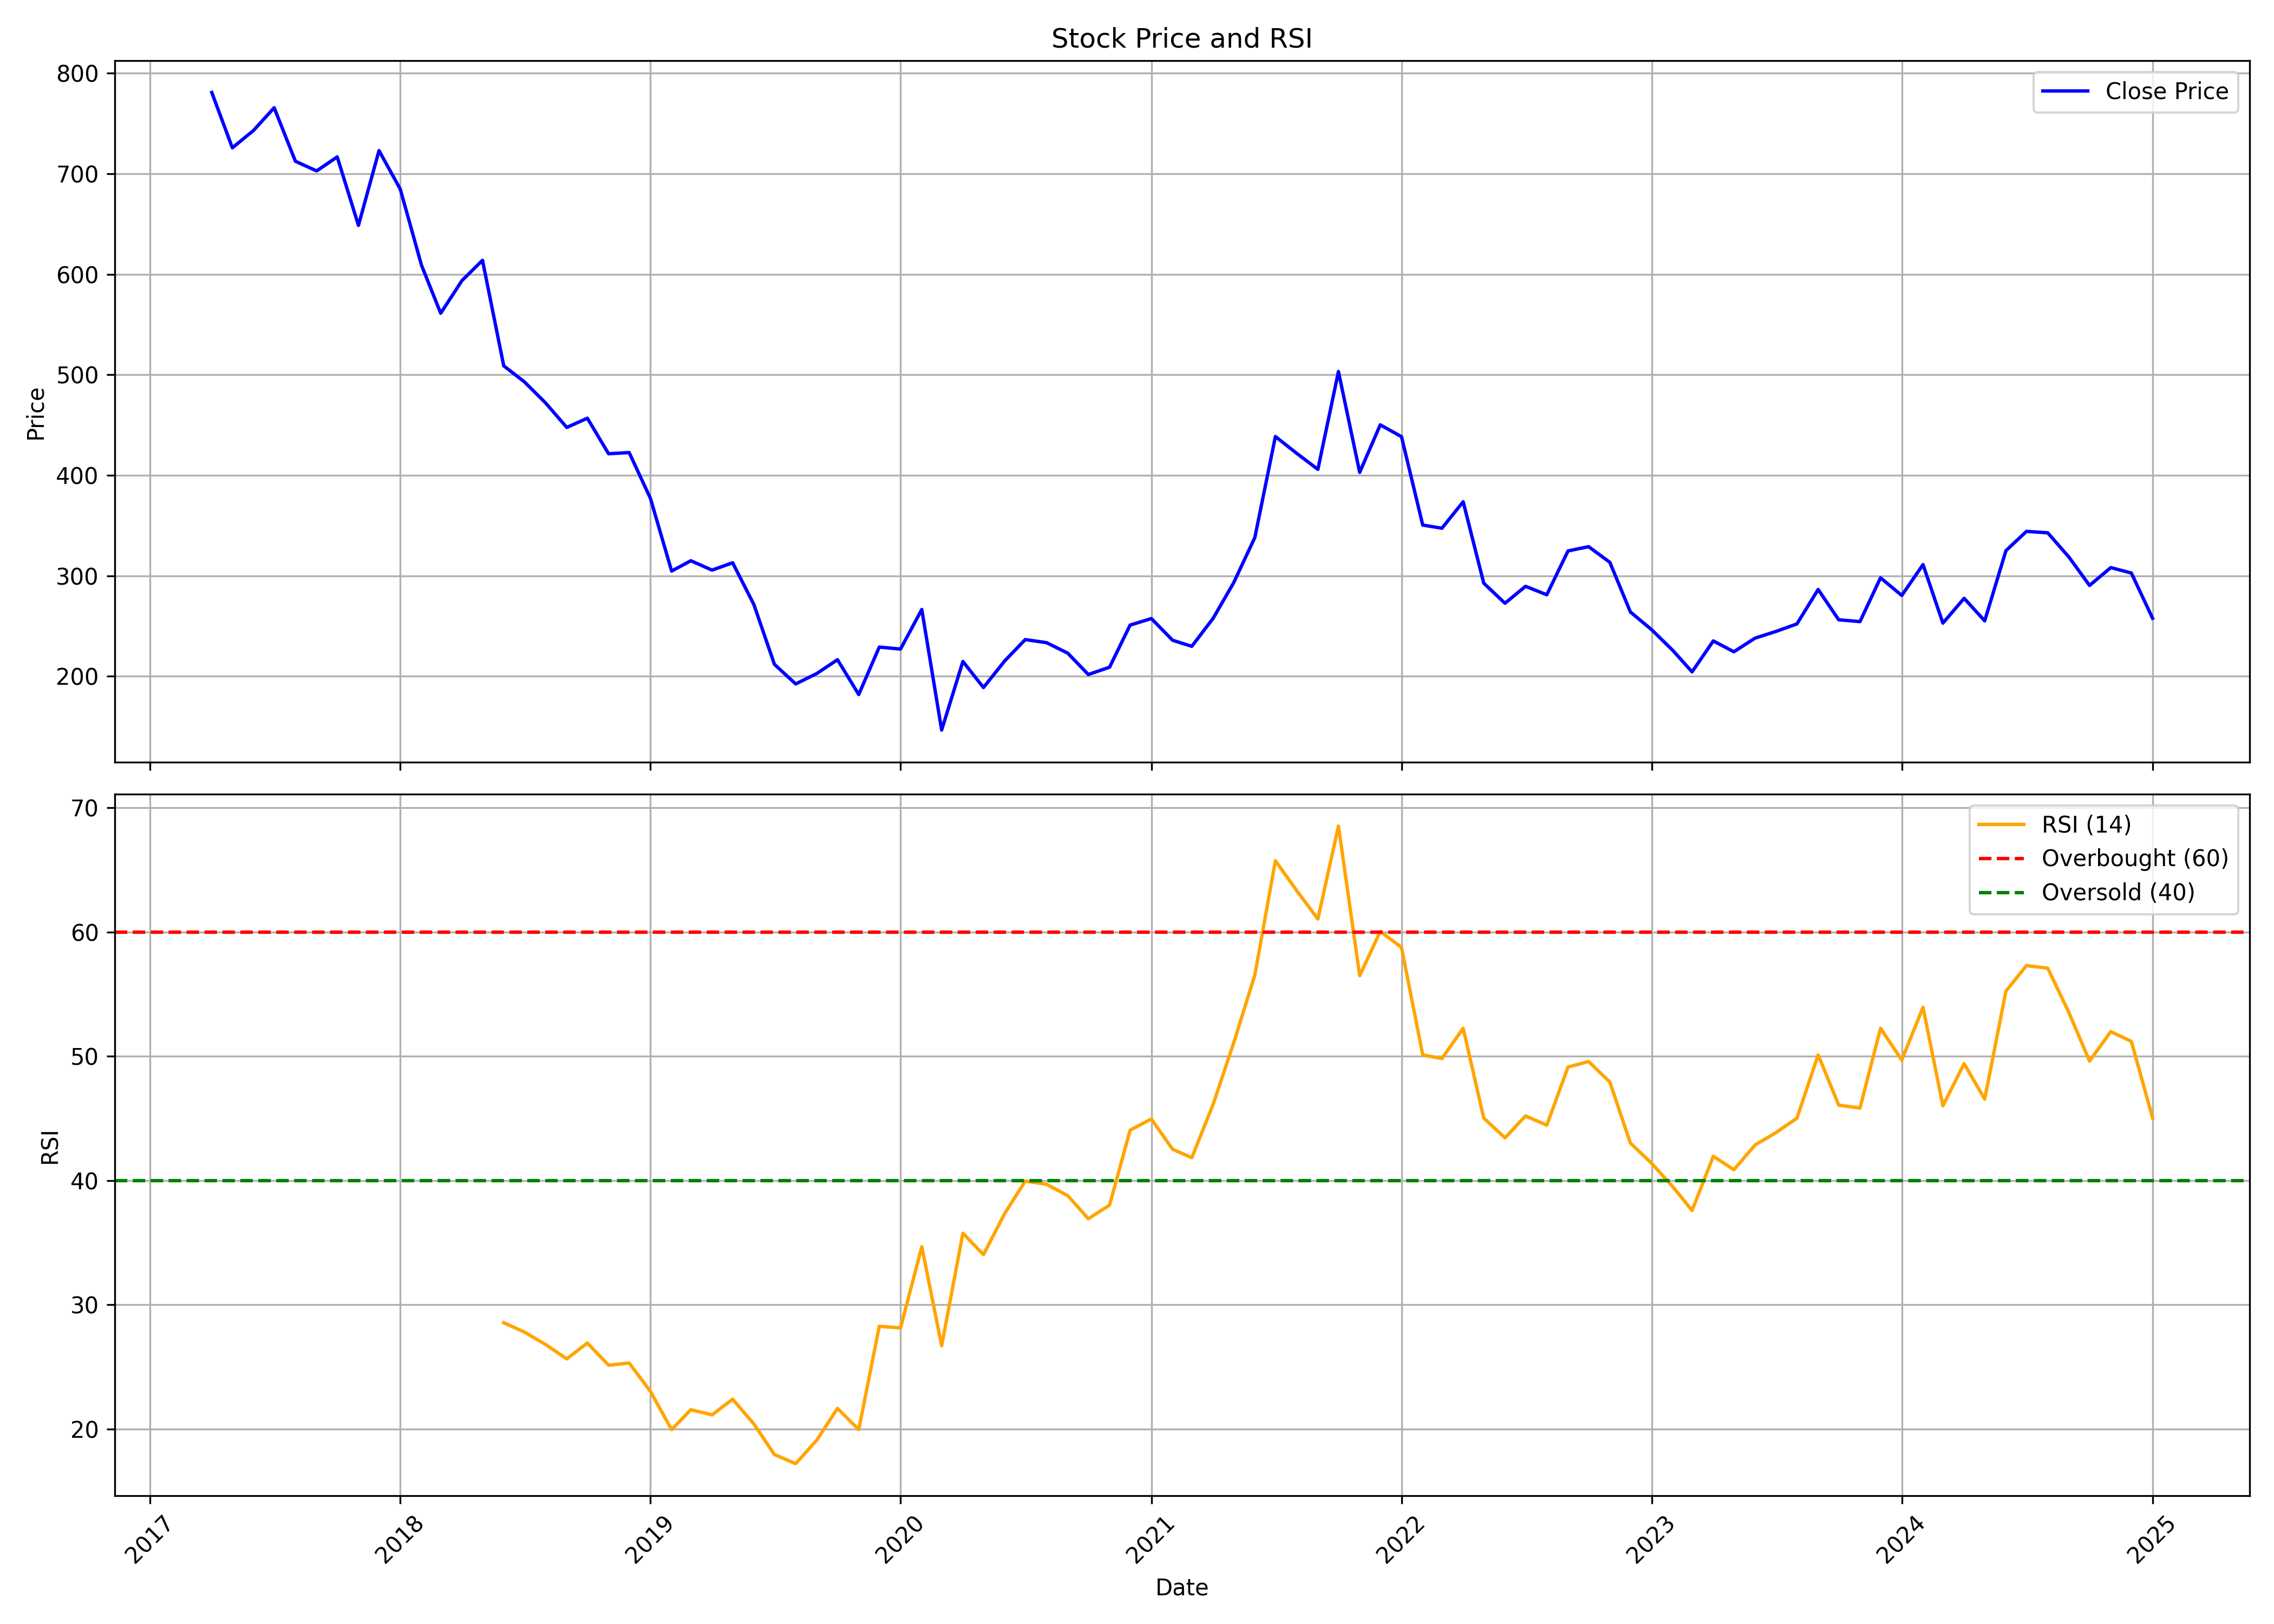 Stock Price and RSI
800
700
600
500
400
300
200
Price
Close Price
70
60
50
40
30
20
RSI
RSI (14)
Overbought (60)
Oversold (40)
2017
2018
2019
2020
2021
2022
2023
2024
2025
Date